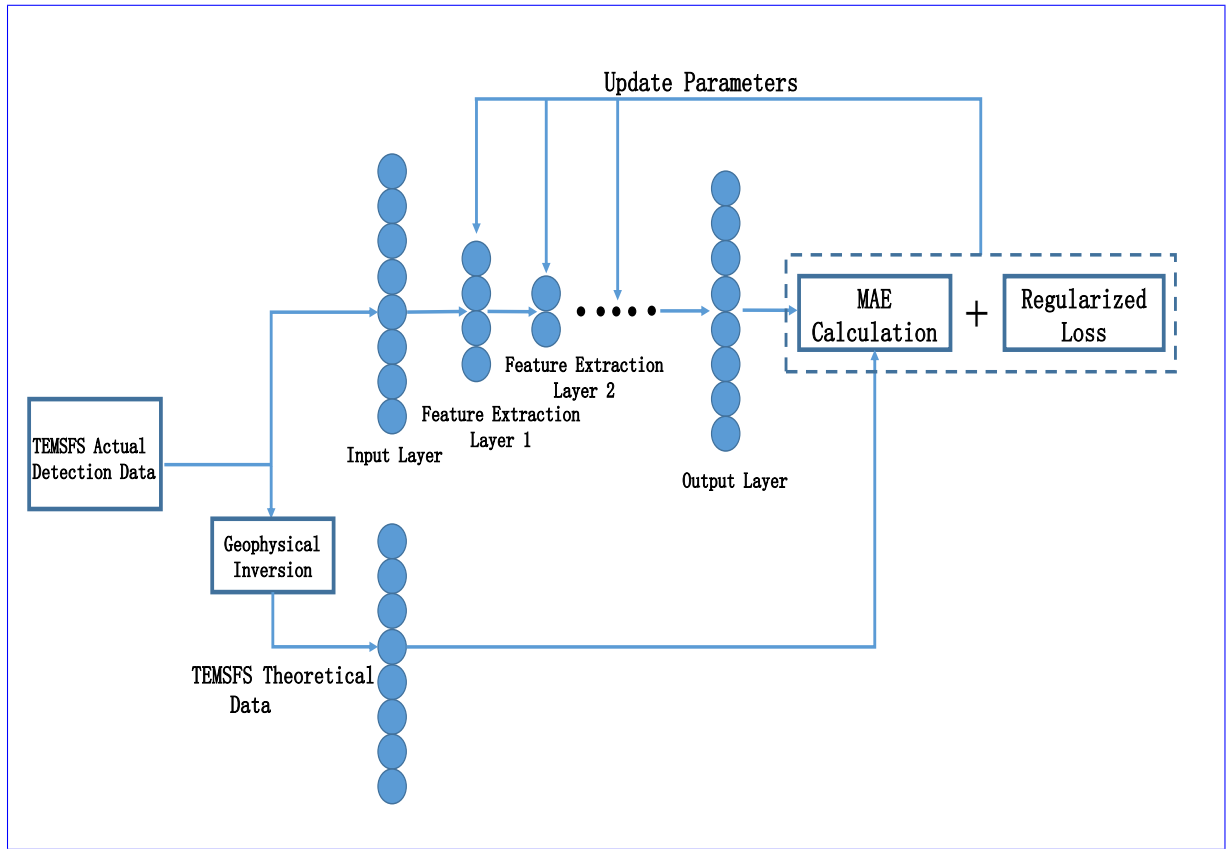 Update Parameters
MAE
Calculation
+
Regularized
Loss
Feature Extraction
Layer 2
Feature Extraction
Layer 1
Input Layer
Output Layer
TEMSFS Actual
Detection Data
Geophysical
Inversion
TEMSFS Theoretical
Data